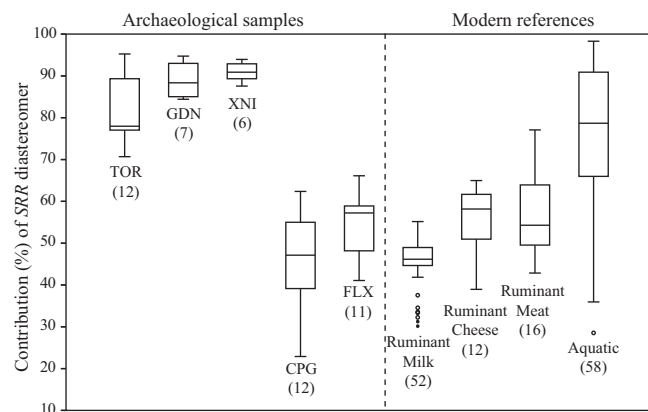 Archaeological samples
Modern references
Contribution (%) of SRR diastereomer
100
90
80
70
60
50
40
30
20
10
TOR
(12)
GDN
(7)
XNI
(6)
CPG
(12)
FLX
(11)
Ruminant
Milk
(52)
Ruminant
Cheese
(12)
Ruminant
Meat
(16)
Aquatic
(58)